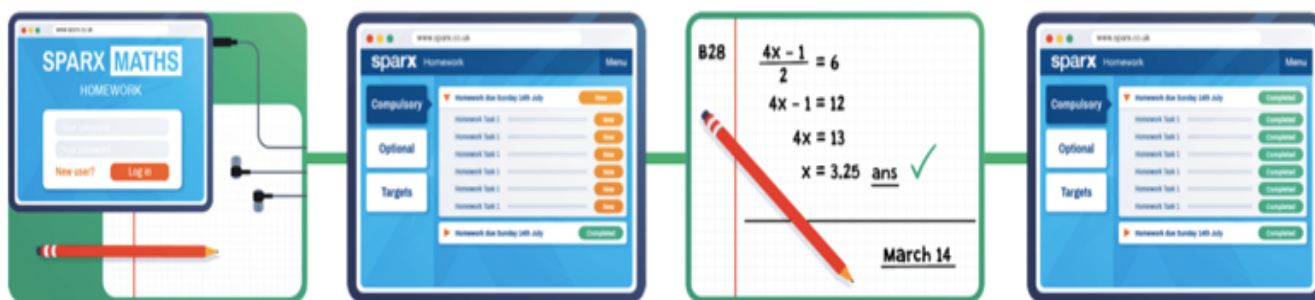 www.sparx.co.uk
SPARX MATHS
HOMEWORK
Your username
Your password
New user? Log in
www.sparx.co.uk
sparx Homework Menu
Compulsory
Optional
Targets
Homework due Sunday 14th July New
Homework Task 1 New
Homework Task 1 New
Homework Task 1 New
Homework Task 1 New
Homework Task 1 New
Homework Task 1 New
Homework due Sunday 14th July Completed
B28
4x – 1
2
= 6
4x – 1 = 12
4x = 13
x = 3.25 ans ✓
March 14
www.sparx.co.uk
sparx Homework Menu
Compulsory
Optional
Targets
Homework due Sunday 14th July Completed
Homework Task 1 Completed
Homework Task 1 Completed
Homework Task 1 Completed
Homework Task 1 Completed
Homework Task 1 Completed
Homework Task 1 Completed
Homework due Sunday 14th July Completed